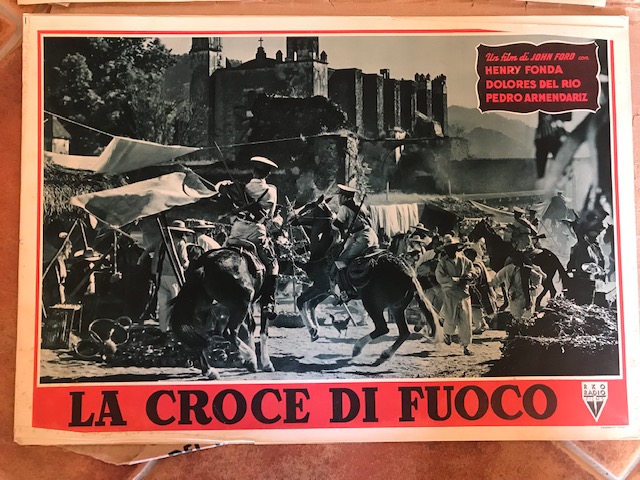 Un film di JOHN FORD con
HENRY FONDA
DOLORES DEL RIO
PEDRO ARMENDARIZ
LA CROCE DI FUOCO
RKO
RADIO